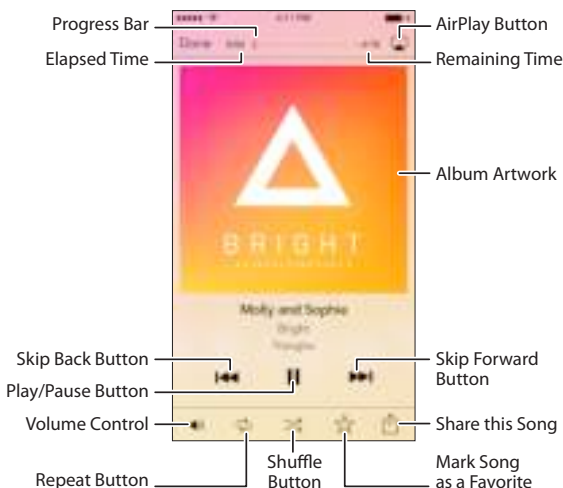 Progress Bar
AirPlay Button
Done
Elapsed Time
Remaining Time
Album Artwork
BRIGHT
Molly and Sophie
Bright
Skip Back Button
Skip Forward
Button
Play/Pause Button
Volume Control
Share this Song
Repeat Button
Shuffle
Button
Mark Song
as a Favorite